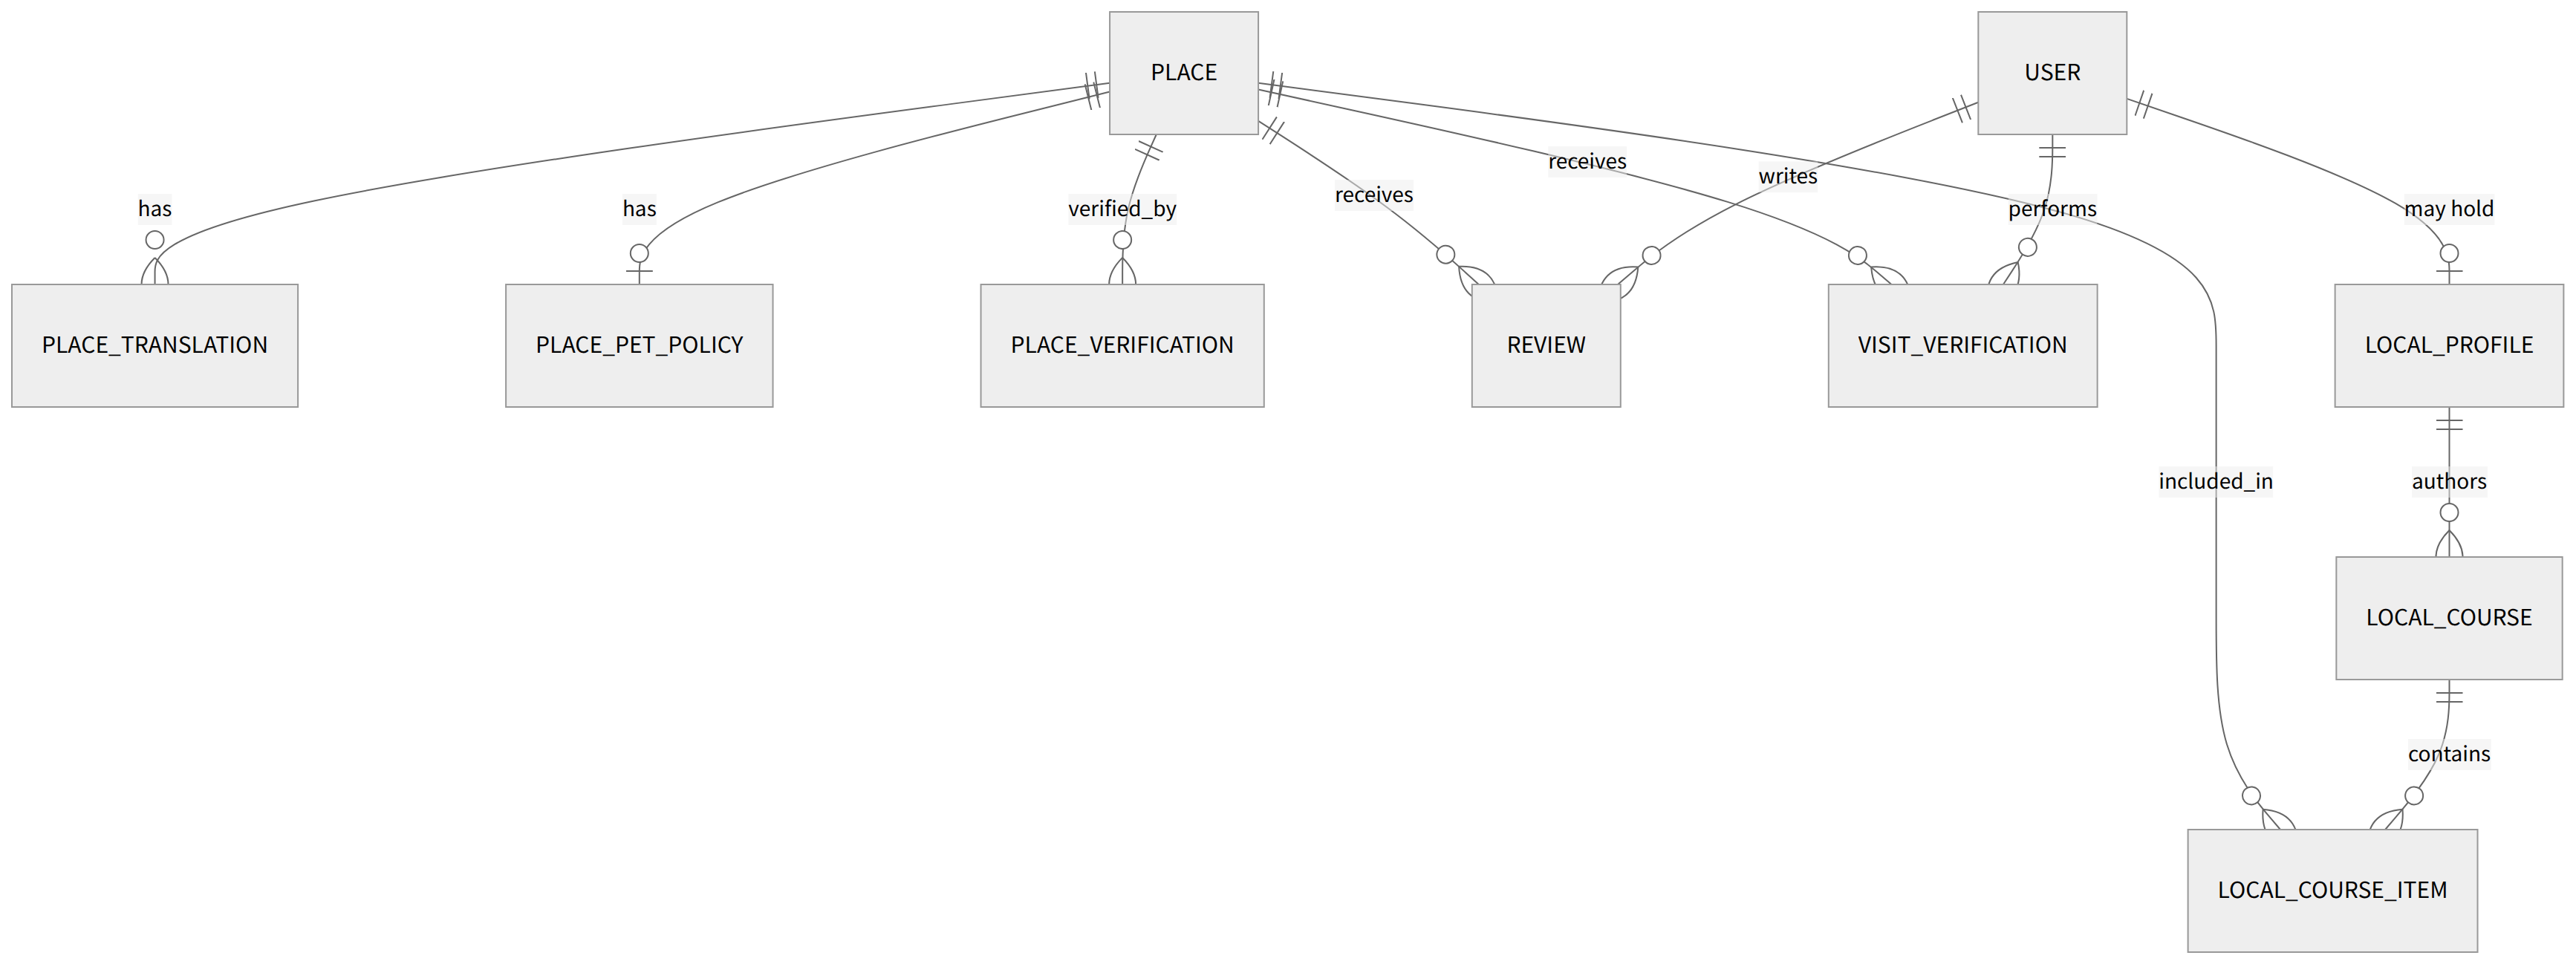 PLACE
USER
receives
writes
receives
has
has
verified_by
performs
may hold
PLACE_TRANSLATION
PLACE_PET_POLICY
PLACE_VERIFICATION
REVIEW
VISIT_VERIFICATION
LOCAL_PROFILE
included_in
authors
LOCAL_COURSE
contains
LOCAL_COURSE_ITEM